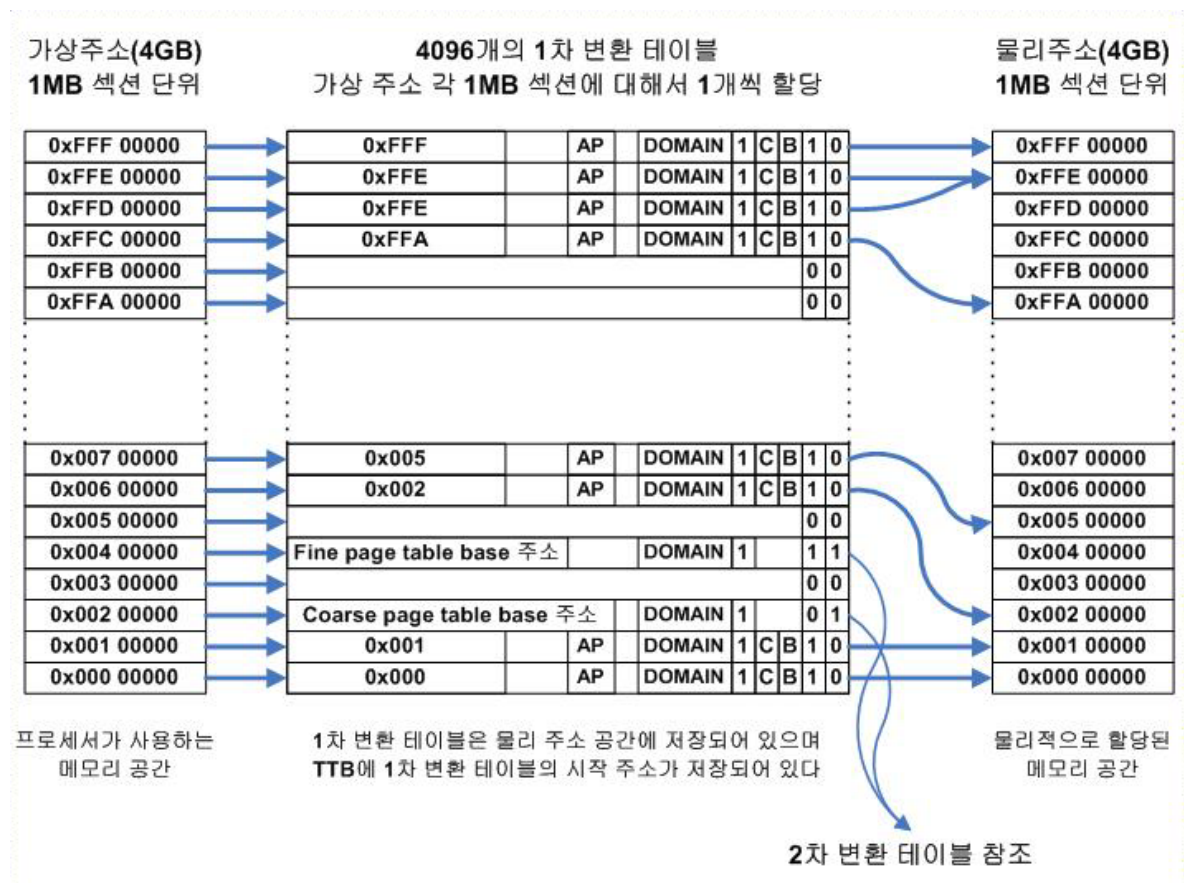 가상주소(4GB)
1MB 섹션 단위
4096개의 1차 변환 테이블
가상 주소 각 1MB 섹션에 대해서 1개씩 할당
물리주소(4GB)
1MB 섹션 단위
0xFFF 00000 0xFFF AP DOMAIN 1 C B 1 0 0xFFF 00000
0xFFE 00000 0xFFE AP DOMAIN 1 C B 1 0 0xFFE 00000
0xFFD 00000 0xFFE AP DOMAIN 1 C B 1 0 0xFFD 00000
0xFFC 00000 0xFFA AP DOMAIN 1 C B 1 0 0xFFC 00000
0xFFB 00000 0 0 0xFFB 00000
0xFFA 00000 0 0 0xFFA 00000
0x007 00000 0x005 AP DOMAIN 1 C B 1 0 0x007 00000
0x006 00000 0x002 AP DOMAIN 1 C B 1 0 0x006 00000
0x005 00000 0 0 0x005 00000
0x004 00000 Fine page table base 주소 DOMAIN 1 1 1 0x004 00000
0x003 00000 0 0 0x003 00000
0x002 00000 Coarse page table base 주소 DOMAIN 1 0 1 0x002 00000
0x001 00000 0x001 AP DOMAIN 1 C B 1 0 0x001 00000
0x000 00000 0x000 AP DOMAIN 1 C B 1 0 0x000 00000
프로세서가 사용하는
메모리 공간
1차 변환 테이블은 물리 주소 공간에 저장되어 있으며
TTB에 1차 변환 테이블의 시작 주소가 저장되어 있다
물리적으로 할당된
메모리 공간
2차 변환 테이블 참조